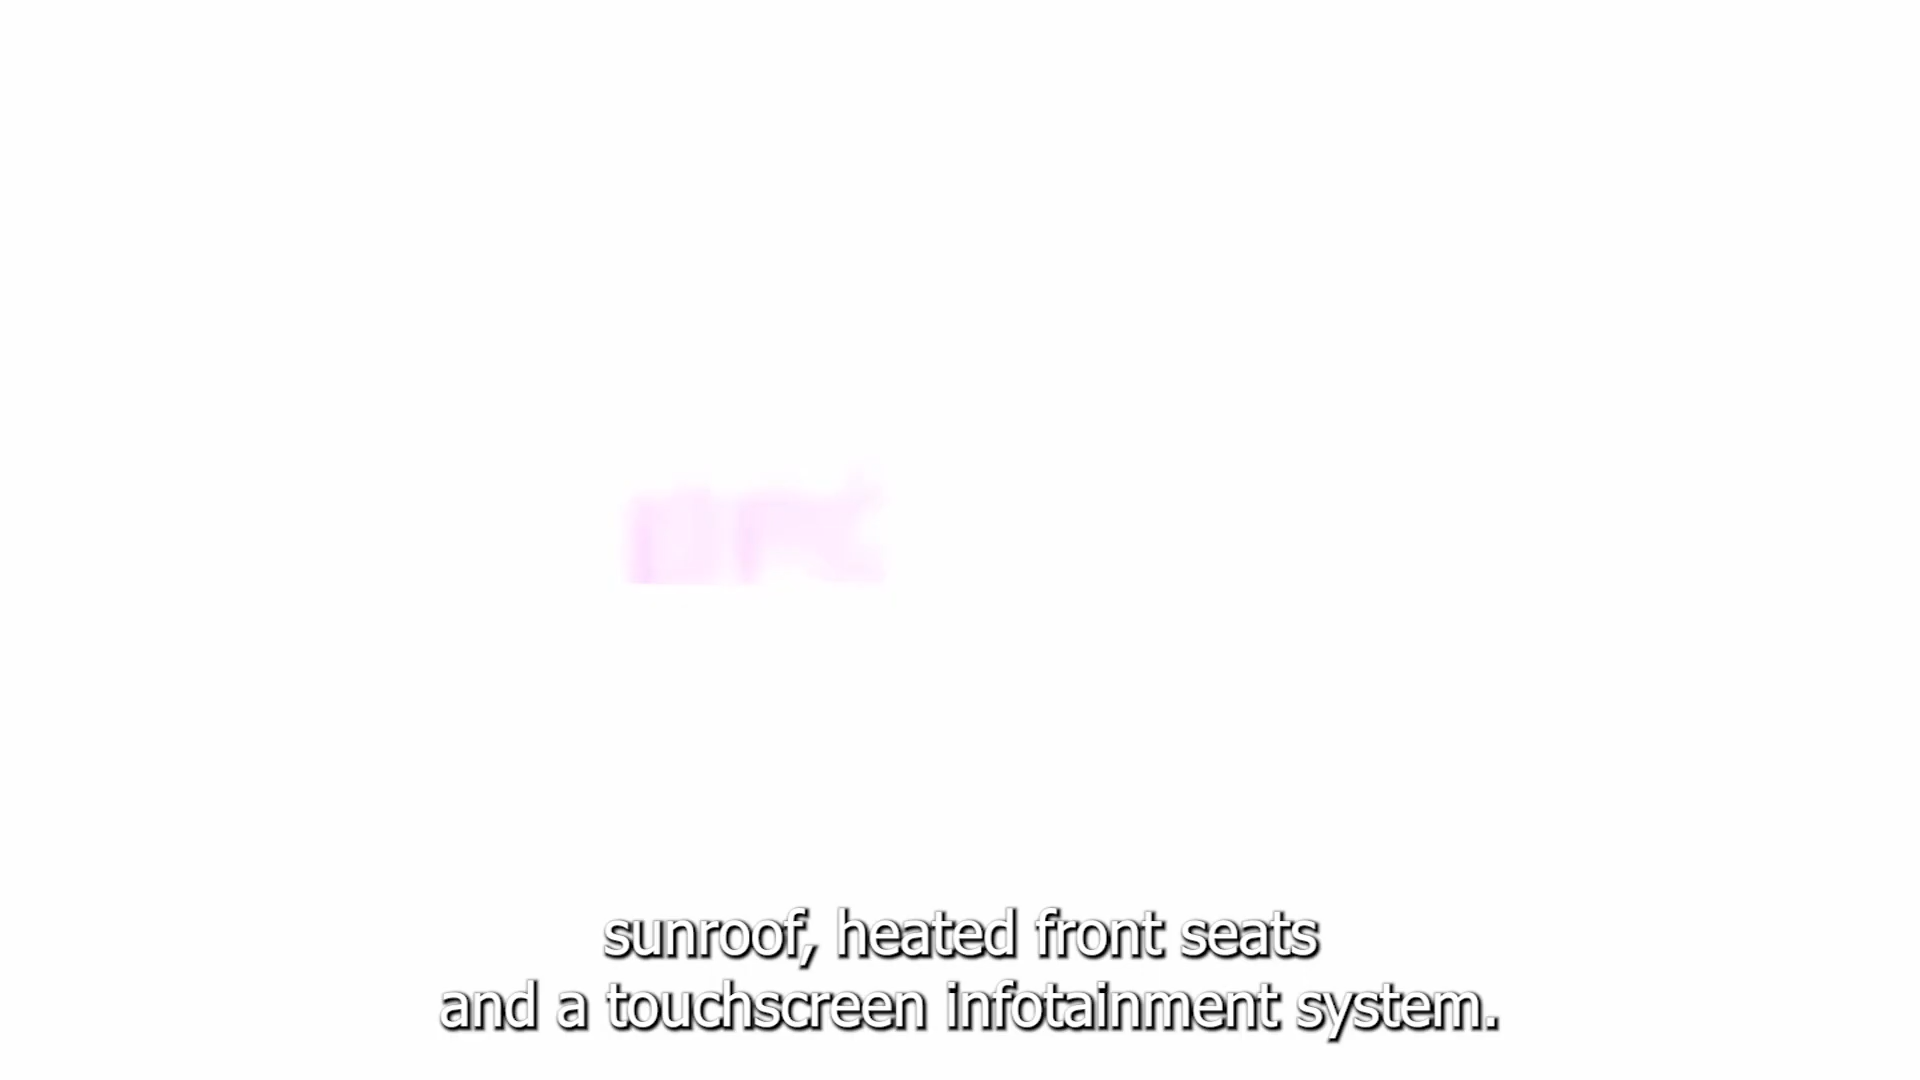 sunroof, heated front seats
and a touchscreen infotainment system.